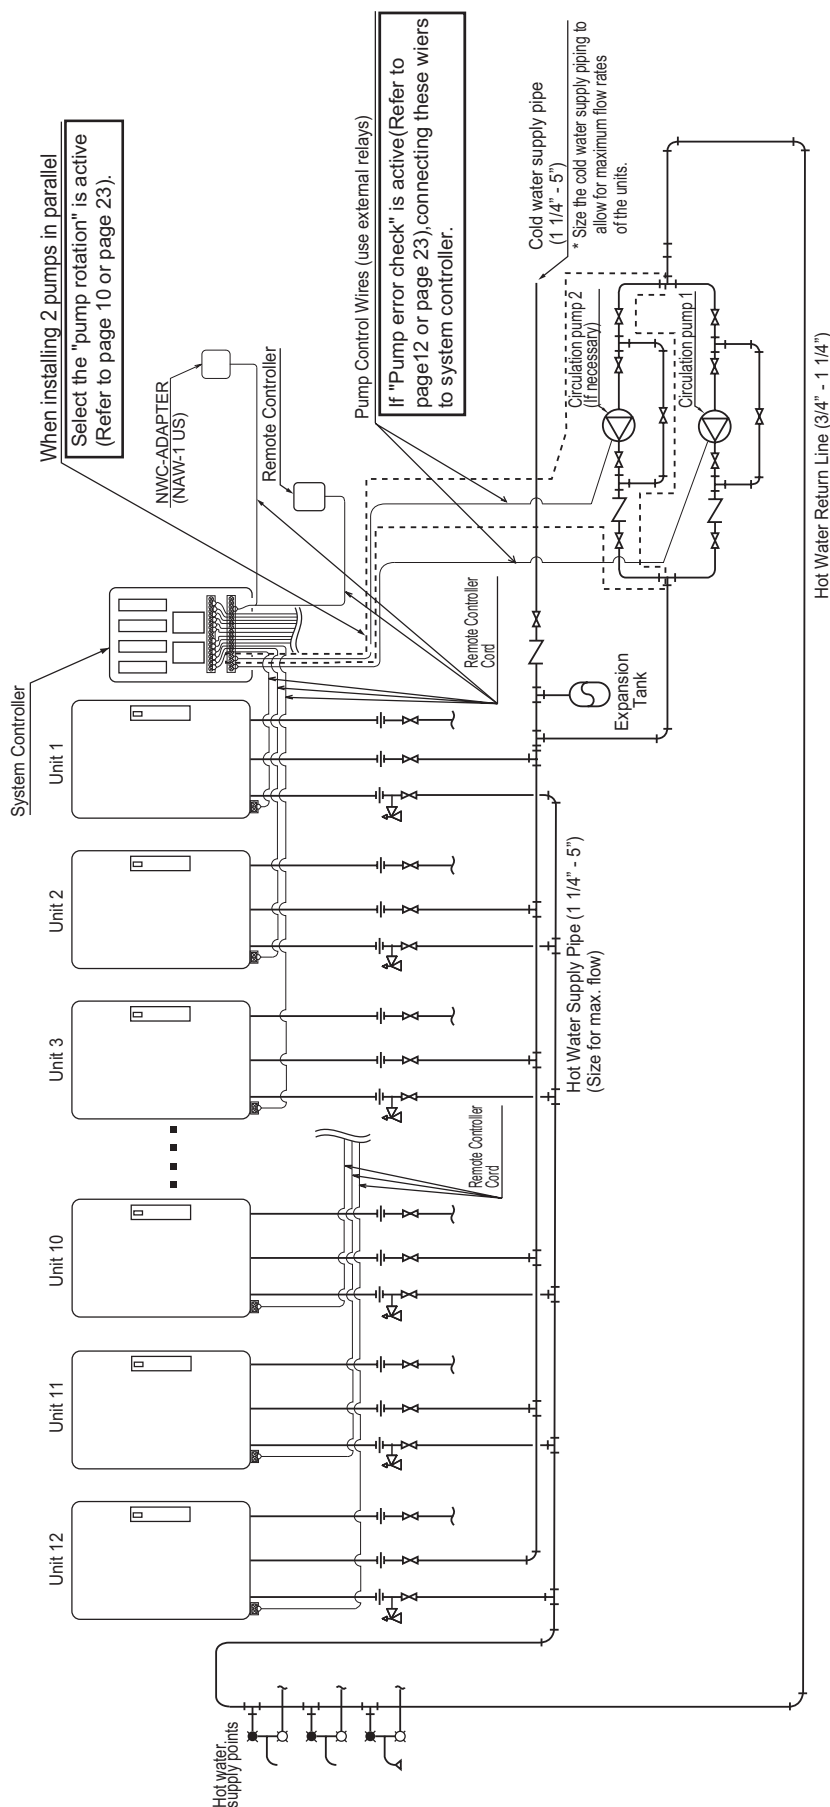 When installing 2 pumps in parallel
Select the "pump rotation" is active
(Refer to page 10 or page 23).
NWC-ADAPTER
(NAW-1 US)
Remote Controller
Pump Control Wires (use external relays)
If "Pump error check" is active(Refer to
page12 or page 23),connecting these wiers
to system controller.
Cold water supply pipe
(1 1/4” - 5”)
* Size the cold water supply piping to
allow for maximum flow rates
of the units.
Circulation pump 2
(If necessary)
Circulation pump 1
Hot Water Return Line (3/4” - 1 1/4”)
System Controller
Remote Controller
Cord
Expansion
Tank
Unit 1
Unit 2
Unit 3
Hot Water Supply Pipe (1 1/4” - 5”)
(Size for max. flow)
Remote Controller
Cord
Unit 10
Unit 11
Unit 12
Hot water
supply points